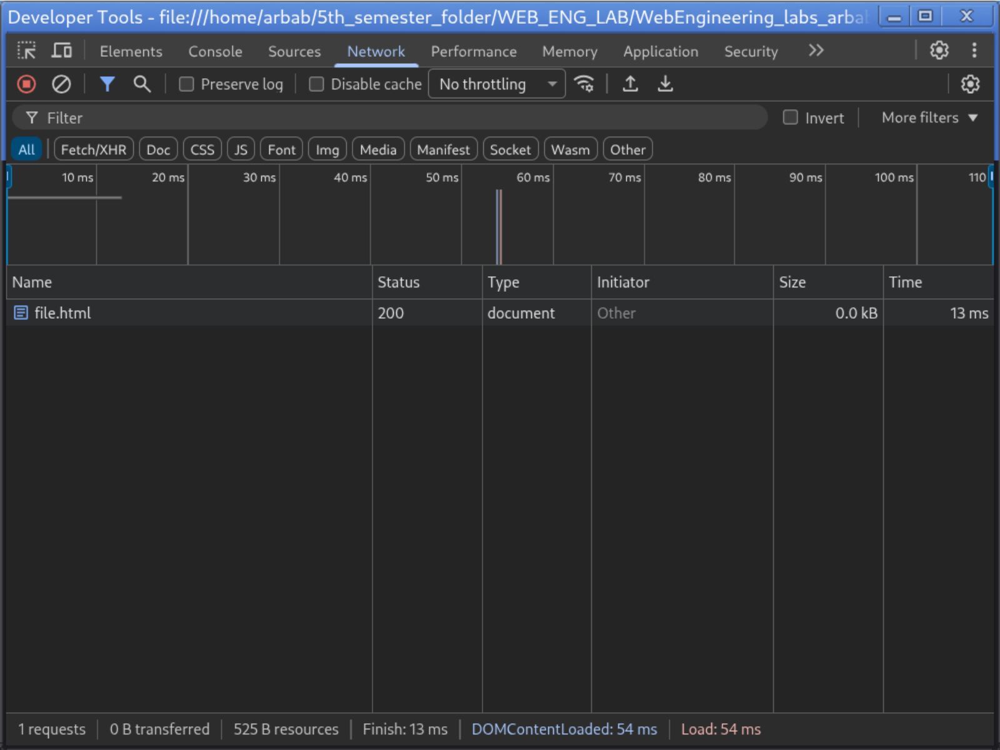 Developer Tools - file:///home/arbab/5th_semester_folder/WEB_ENG_LAB/WebEngineering_labs_arbab
Elements Console Sources Network Performance Memory Application Security
Preserve log Disable cache No throttling
Filter Invert More filters
All Fetch/XHR Doc CSS JS Font Img Media Manifest Socket Wasm Other
10 ms 20 ms 30 ms 40 ms 50 ms 60 ms 70 ms 80 ms 90 ms 100 ms 110
Name Status Type Initiator Size Time
file.html 200 document Other 0.0 kB 13 ms
1 requests 0 B transferred 525 B resources Finish: 13 ms DOMContentLoaded: 54 ms Load: 54 ms